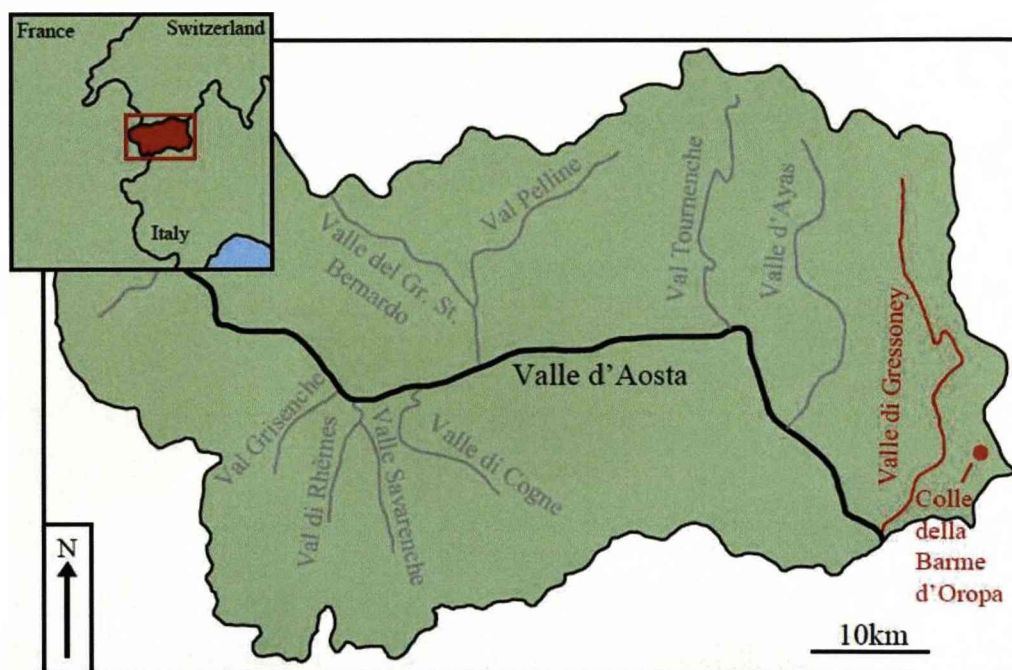 France
Switzerland
Italy
Valle del Gr. St.
Bernardo
Val Pelline
Val Tournenche
Valle d'Ayas
Valle di Gressoney
Valle d'Aosta
Val Grisenche
Val di Rhèmes
Valle Savarenche
Valle di Cogne
Colle
della
Barme
d'Oropa
N
10km